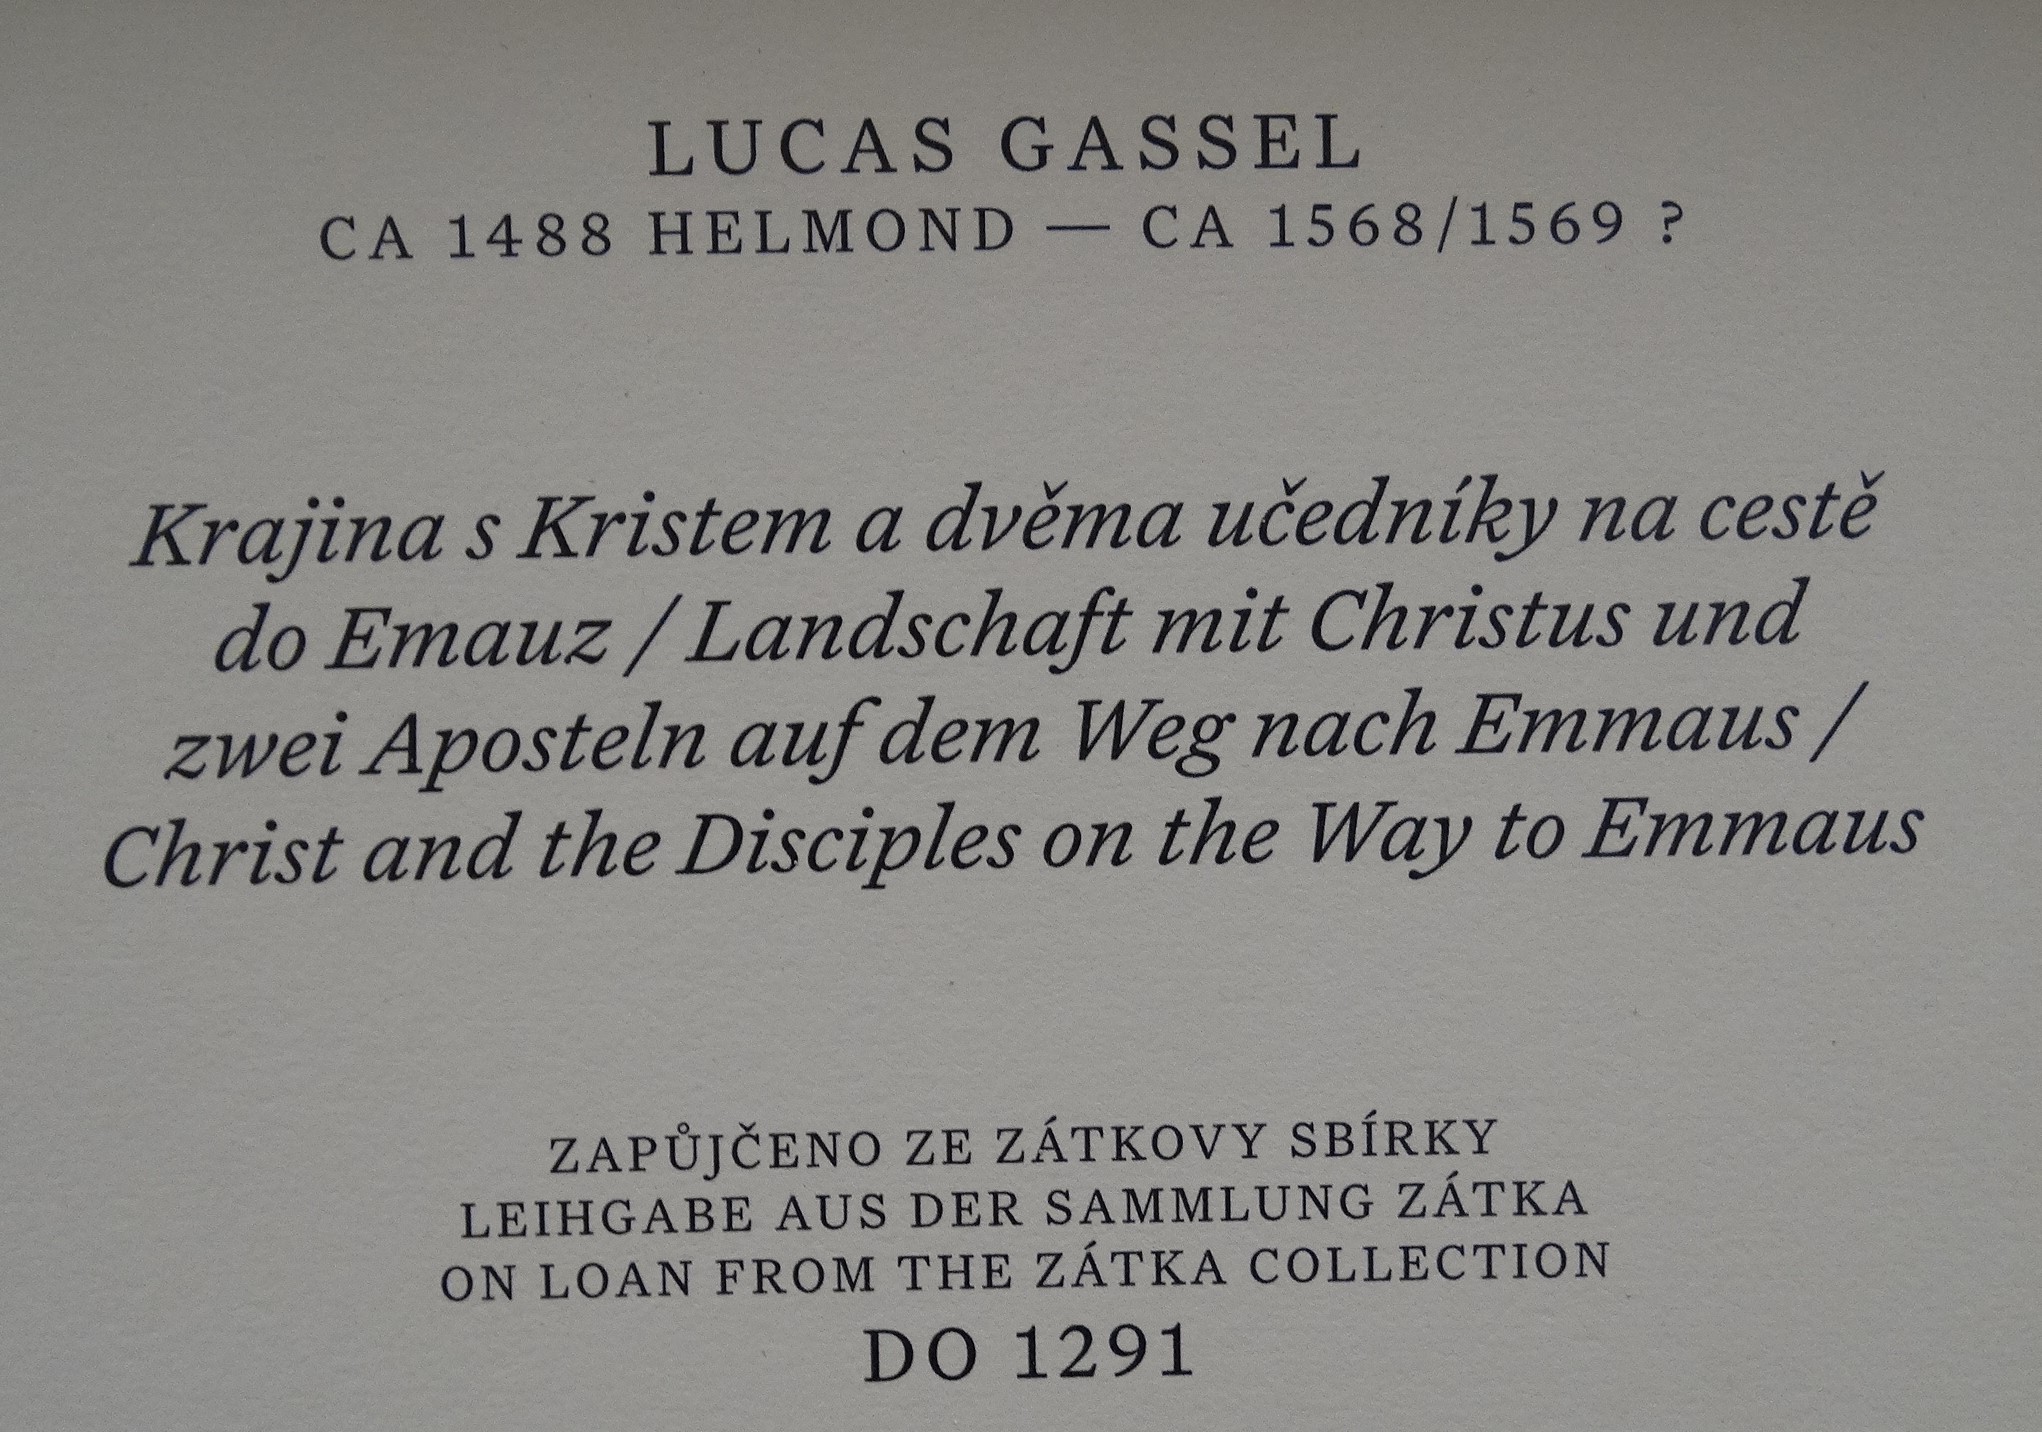 LUCAS GASSEL
CA 1488 HELMOND — CA 1568/1569 ?
Krajina s Kristem a dvěma učedníky na cestě
do Emauz / Landschaft mit Christus und
zwei Aposteln auf dem Weg nach Emmaus /
Christ and the Disciples on the Way to Emmaus
ZAPŮJČENO ZE ZÁTKOVY SBÍRKY
LEIHGABE AUS DER SAMMLUNG ZÁTKA
ON LOAN FROM THE ZÁTKA COLLECTION
DO 1291